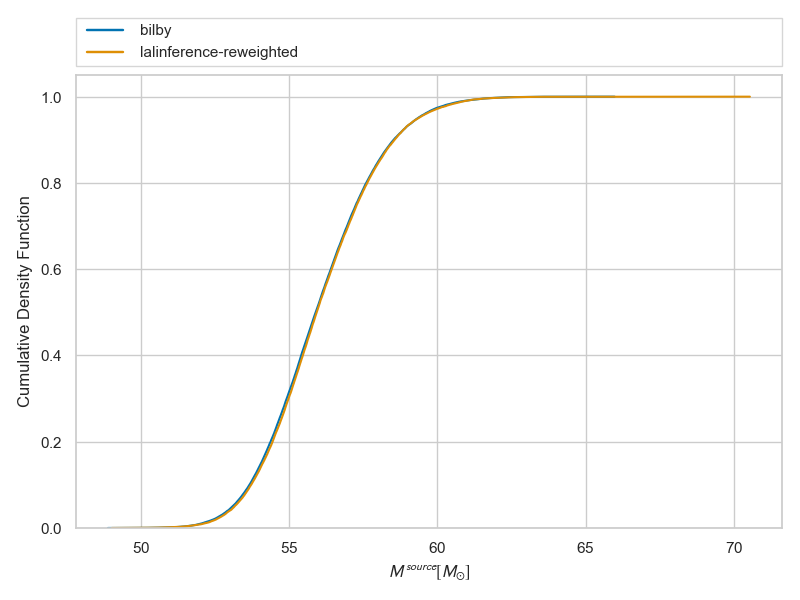 bilby
lalinference-reweighted
1.0
0.8
0.6
0.4
0.2
0.0
Cumulative Density Function
50 55 60 65 70
M^source[M_⊙]